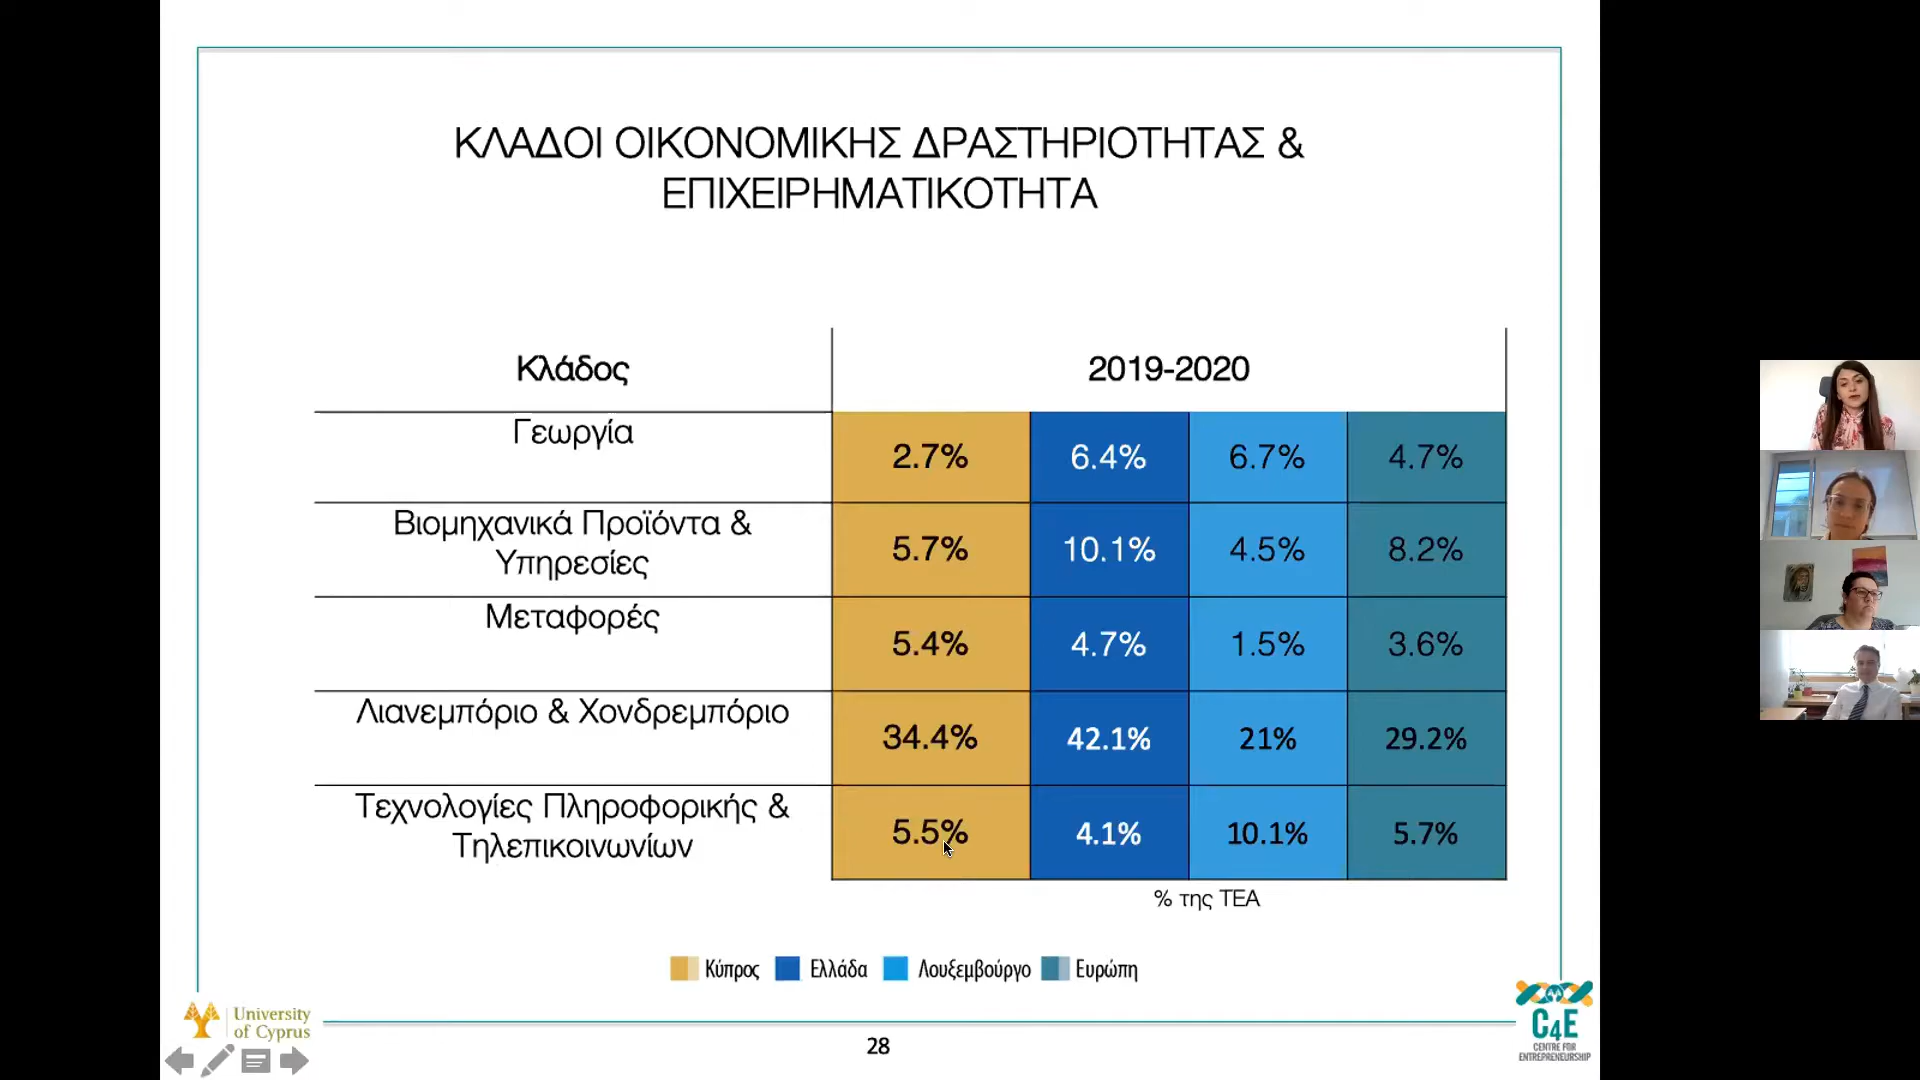 ΚΛΑΔΟΙ ΟΙΚΟΝΟΜΙΚΗΣ ΔΡΑΣΤΗΡΙΟΤΗΤΑΣ &
ΕΠΙΧΕΙΡΗΜΑΤΙΚΟΤΗΤΑ
Κλάδος 2019-2020
Γεωργία 2.7% 6.4% 6.7% 4.7%
Βιομηχανικά Προϊόντα &
Υπηρεσίες 5.7% 10.1% 4.5% 8.2%
Μεταφορές 5.4% 4.7% 1.5% 3.6%
Λιανεμπόριο & Χονδρεμπόριο 34.4% 42.1% 21% 29.2%
Τεχνολογίες Πληροφορικής &
Τηλεπικοινωνίων 5.5% 4.1% 10.1% 5.7%
% της ΤΕΑ
Κύπρος Ελλάδα Λουξεμβούργο Ευρώπη
University
of Cyprus
28
C4E
CENTRE FOR
ENTREPRENEURSHIP